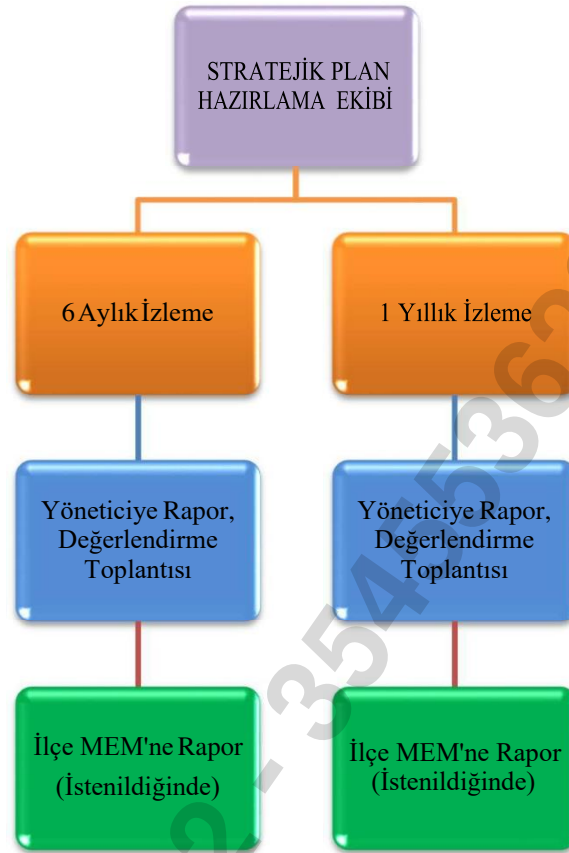 STRATEJİK PLAN
HAZIRLAMA EKİBİ
6 Aylık İzleme
1 Yıllık İzleme
Yöneticiye Rapor,
Değerlendirme
Toplantısı
Yöneticiye Rapor,
Değerlendirme
Toplantısı
İlçe MEM'ne Rapor
(İstenildiğinde)
İlçe MEM'ne Rapor
(İstenildiğinde)